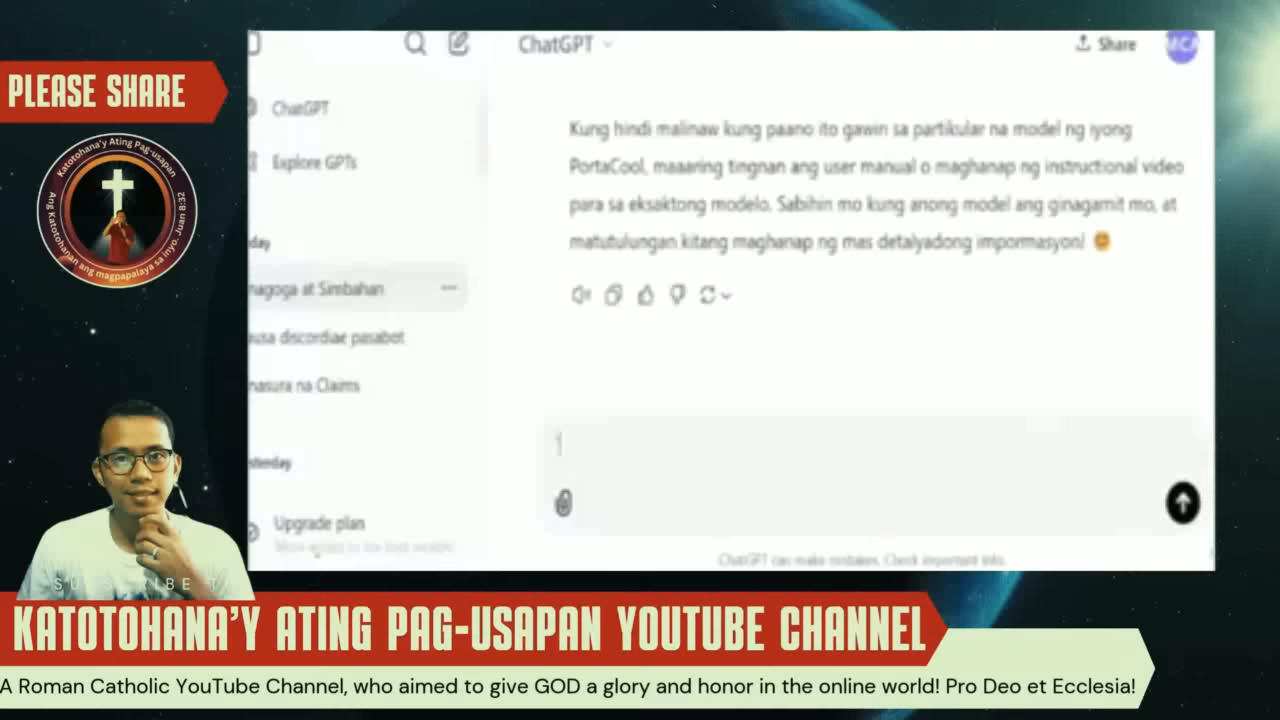 PLEASE SHARE
Katotohana'y Ating Pag-usapan
Ang Katotohanan ang magpapalaya sa inyo. Juan 8:32
ChatGPT
Share
MCA
ChatGPT
Explore GPTs
day
nagoga at Simbahan
usa discordiae pasabot
nasura na Claims
sterday
Upgrade plan
Kung hindi malinaw kung paano ito gawin sa partikular na model ng iyong
PortaCool, maaaring tingnan ang user manual o maghanap ng instructional video
para sa eksaktong modelo. Sabihin mo kung anong model ang ginagamit mo, at
matutulungan kitang maghanap ng mas detalyadong impormasyon!
ChatGPT can make mistakes. Check important info.
SUBSCRIBE T
KATOTOHANA'Y ATING PAG-USAPAN YOUTUBE CHANNEL
A Roman Catholic YouTube Channel, who aimed to give GOD a glory and honor in the online world! Pro Deo et Ecclesia!